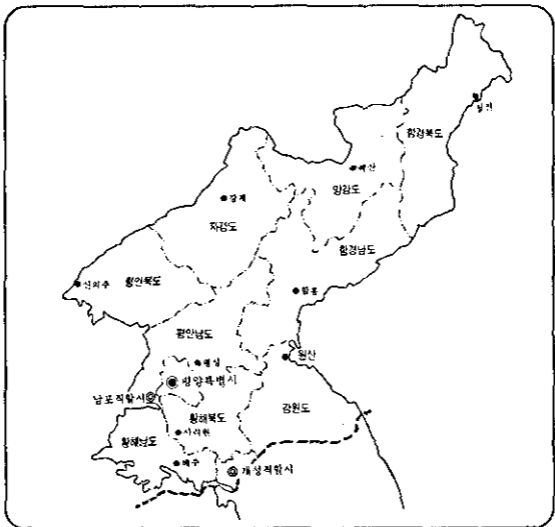 함경북도
청진
혜산
양강도
강계
자강도
함경남도
신의주
평안북도
함흥
평안남도
평성
원산
평양특별시
남포직할시
황해북도
강원도
사리원
황해남도
해주
개성직할시